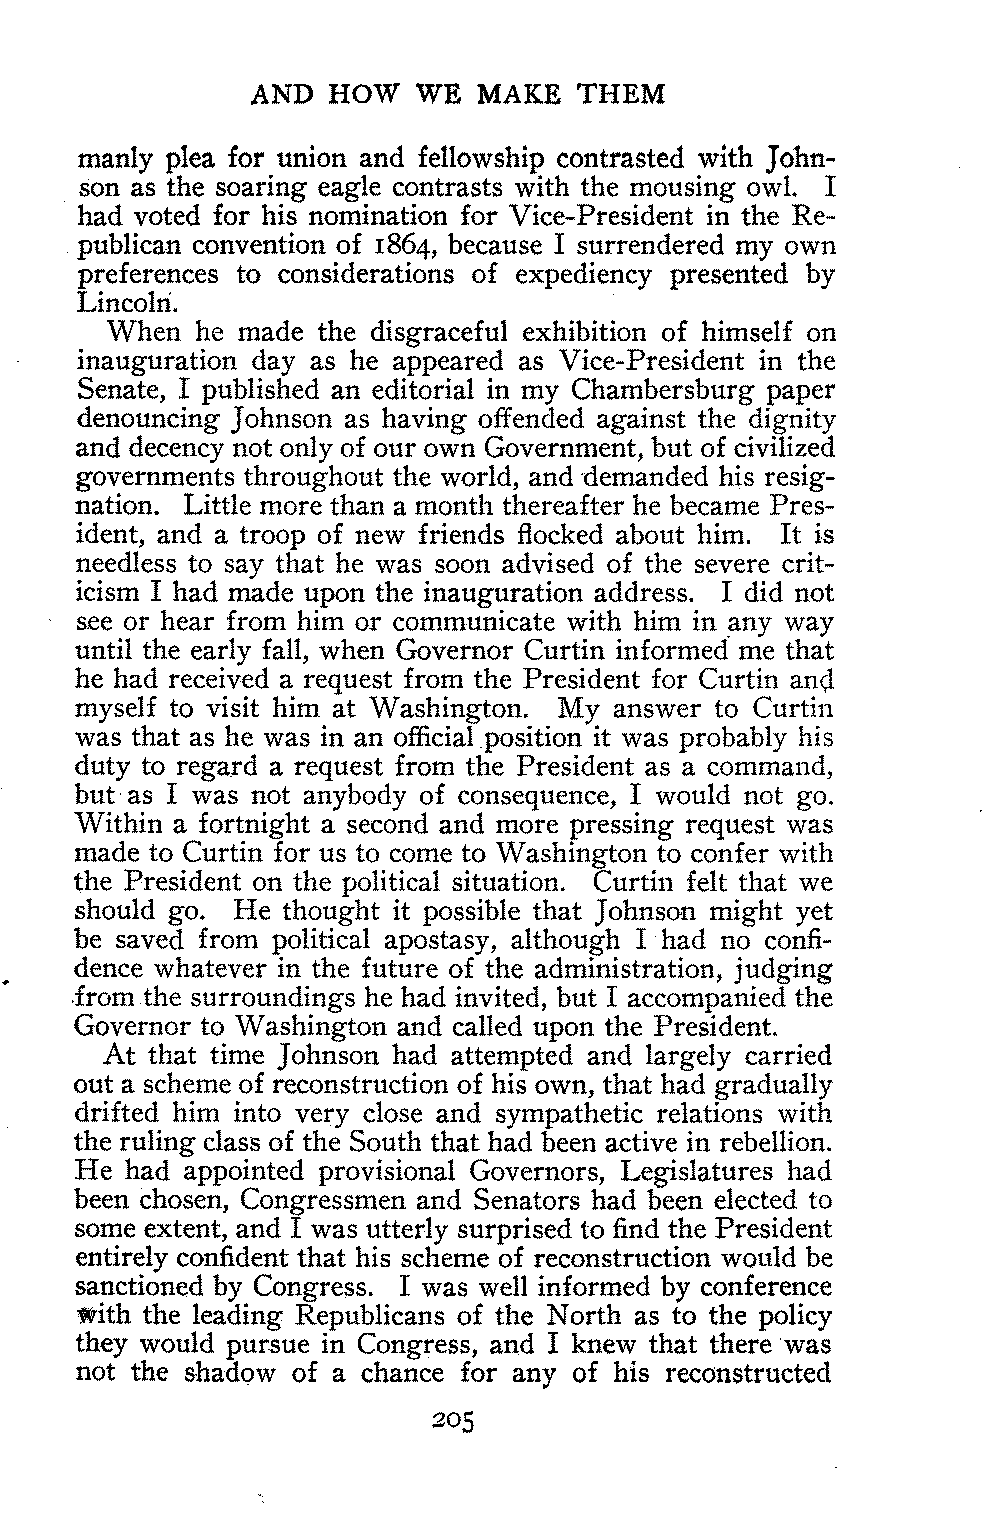 AND HOW WE MAKE THEM
manly plea for union and fellowship contrasted with John-
son as the soaring eagle contrasts with the mousing owl. I
had voted for his nomination for Vice-President in the Re-
publican convention of 1864, because I surrendered my own
preferences to considerations of expediency presented by
Lincoln.
When he made the disgraceful exhibition of himself on
inauguration day as he appeared as Vice-President in the
Senate, I published an editorial in my Chambersburg paper
denouncing Johnson as having offended against the dignity
and decency not only of our own Government, but of civilized
governments throughout the world, and demanded his resig-
nation. Little more than a month thereafter he became Pres-
ident, and a troop of new friends flocked about him. It is
needless to say that he was soon advised of the severe crit-
icism I had made upon the inauguration address. I did not
see or hear from him or communicate with him in any way
until the early fall, when Governor Curtin informed me that
he had received a request from the President for Curtin and
myself to visit him at Washington. My answer to Curtin
was that as he was in an official position it was probably his
duty to regard a request from the President as a command,
but as I was not anybody of consequence, I would not go.
Within a fortnight a second and more pressing request was
made to Curtin for us to come to Washington to confer with
the President on the political situation. Curtin felt that we
should go. He thought it possible that Johnson might yet
be saved from political apostasy, although I had no confi-
dence whatever in the future of the administration, judging
from the surroundings he had invited, but I accompanied the
Governor to Washington and called upon the President.
At that time Johnson had attempted and largely carried
out a scheme of reconstruction of his own, that had gradually
drifted him into very close and sympathetic relations with
the ruling class of the South that had been active in rebellion.
He had appointed provisional Governors, Legislatures had
been chosen, Congressmen and Senators had been elected to
some extent, and I was utterly surprised to find the President
entirely confident that his scheme of reconstruction would be
sanctioned by Congress. I was well informed by conference
with the leading Republicans of the North as to the policy
they would pursue in Congress, and I knew that there was
not the shadow of a chance for any of his reconstructed
205